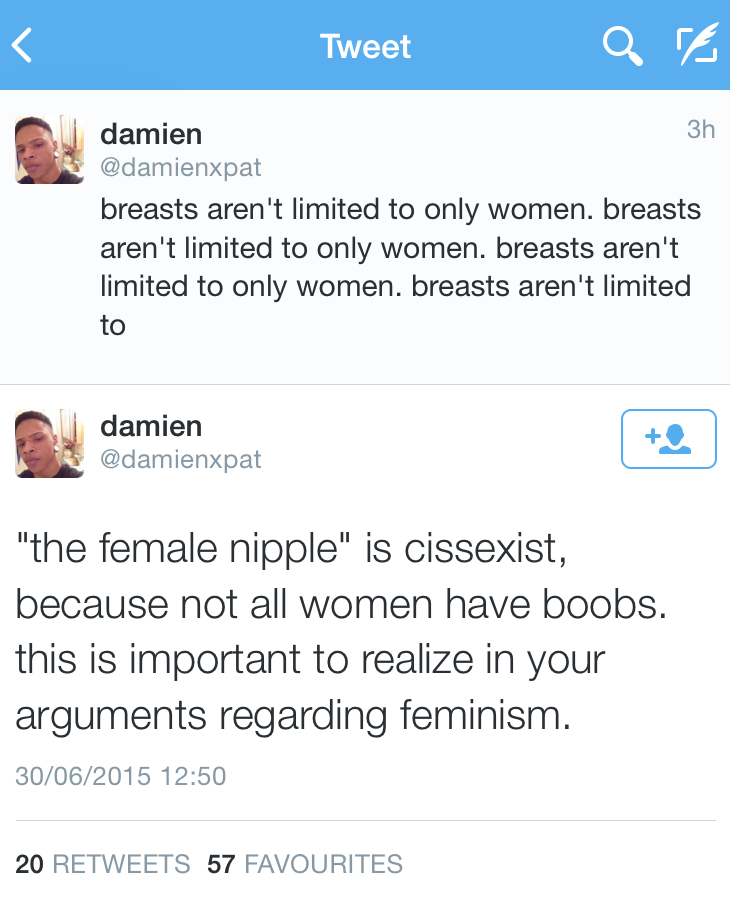 Tweet
damien
3h
@damienxpat
breasts aren't limited to only women. breasts
aren't limited to only women. breasts aren't
limited to only women. breasts aren't limited
to
damien
@damienxpat
"the female nipple" is cissexist,
because not all women have boobs.
this is important to realize in your
arguments regarding feminism.
30/06/2015 12:50
20 RETWEETS 57 FAVOURITES